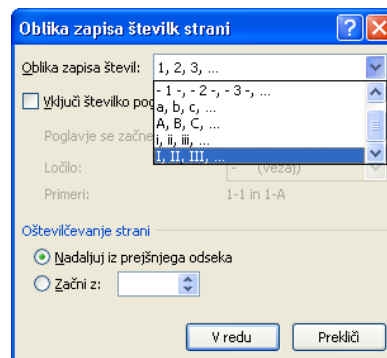 Oblika zapisa številk strani
Oblika zapisa števil: 1, 2, 3, ...
- 1 -, - 2 -, - 3 -, ...
Vključi številko pog
a, b, c, ...
A, B, C, ...
Poglavje se začne
i, ii, iii, ...
I, II, III, ...
Ločilo: - (vezaj)
Primeri: 1-1 in 1-A
Oštevilčevanje strani
Nadaljuj iz prejšnjega odseka
Začni z:
V redu Prekliči